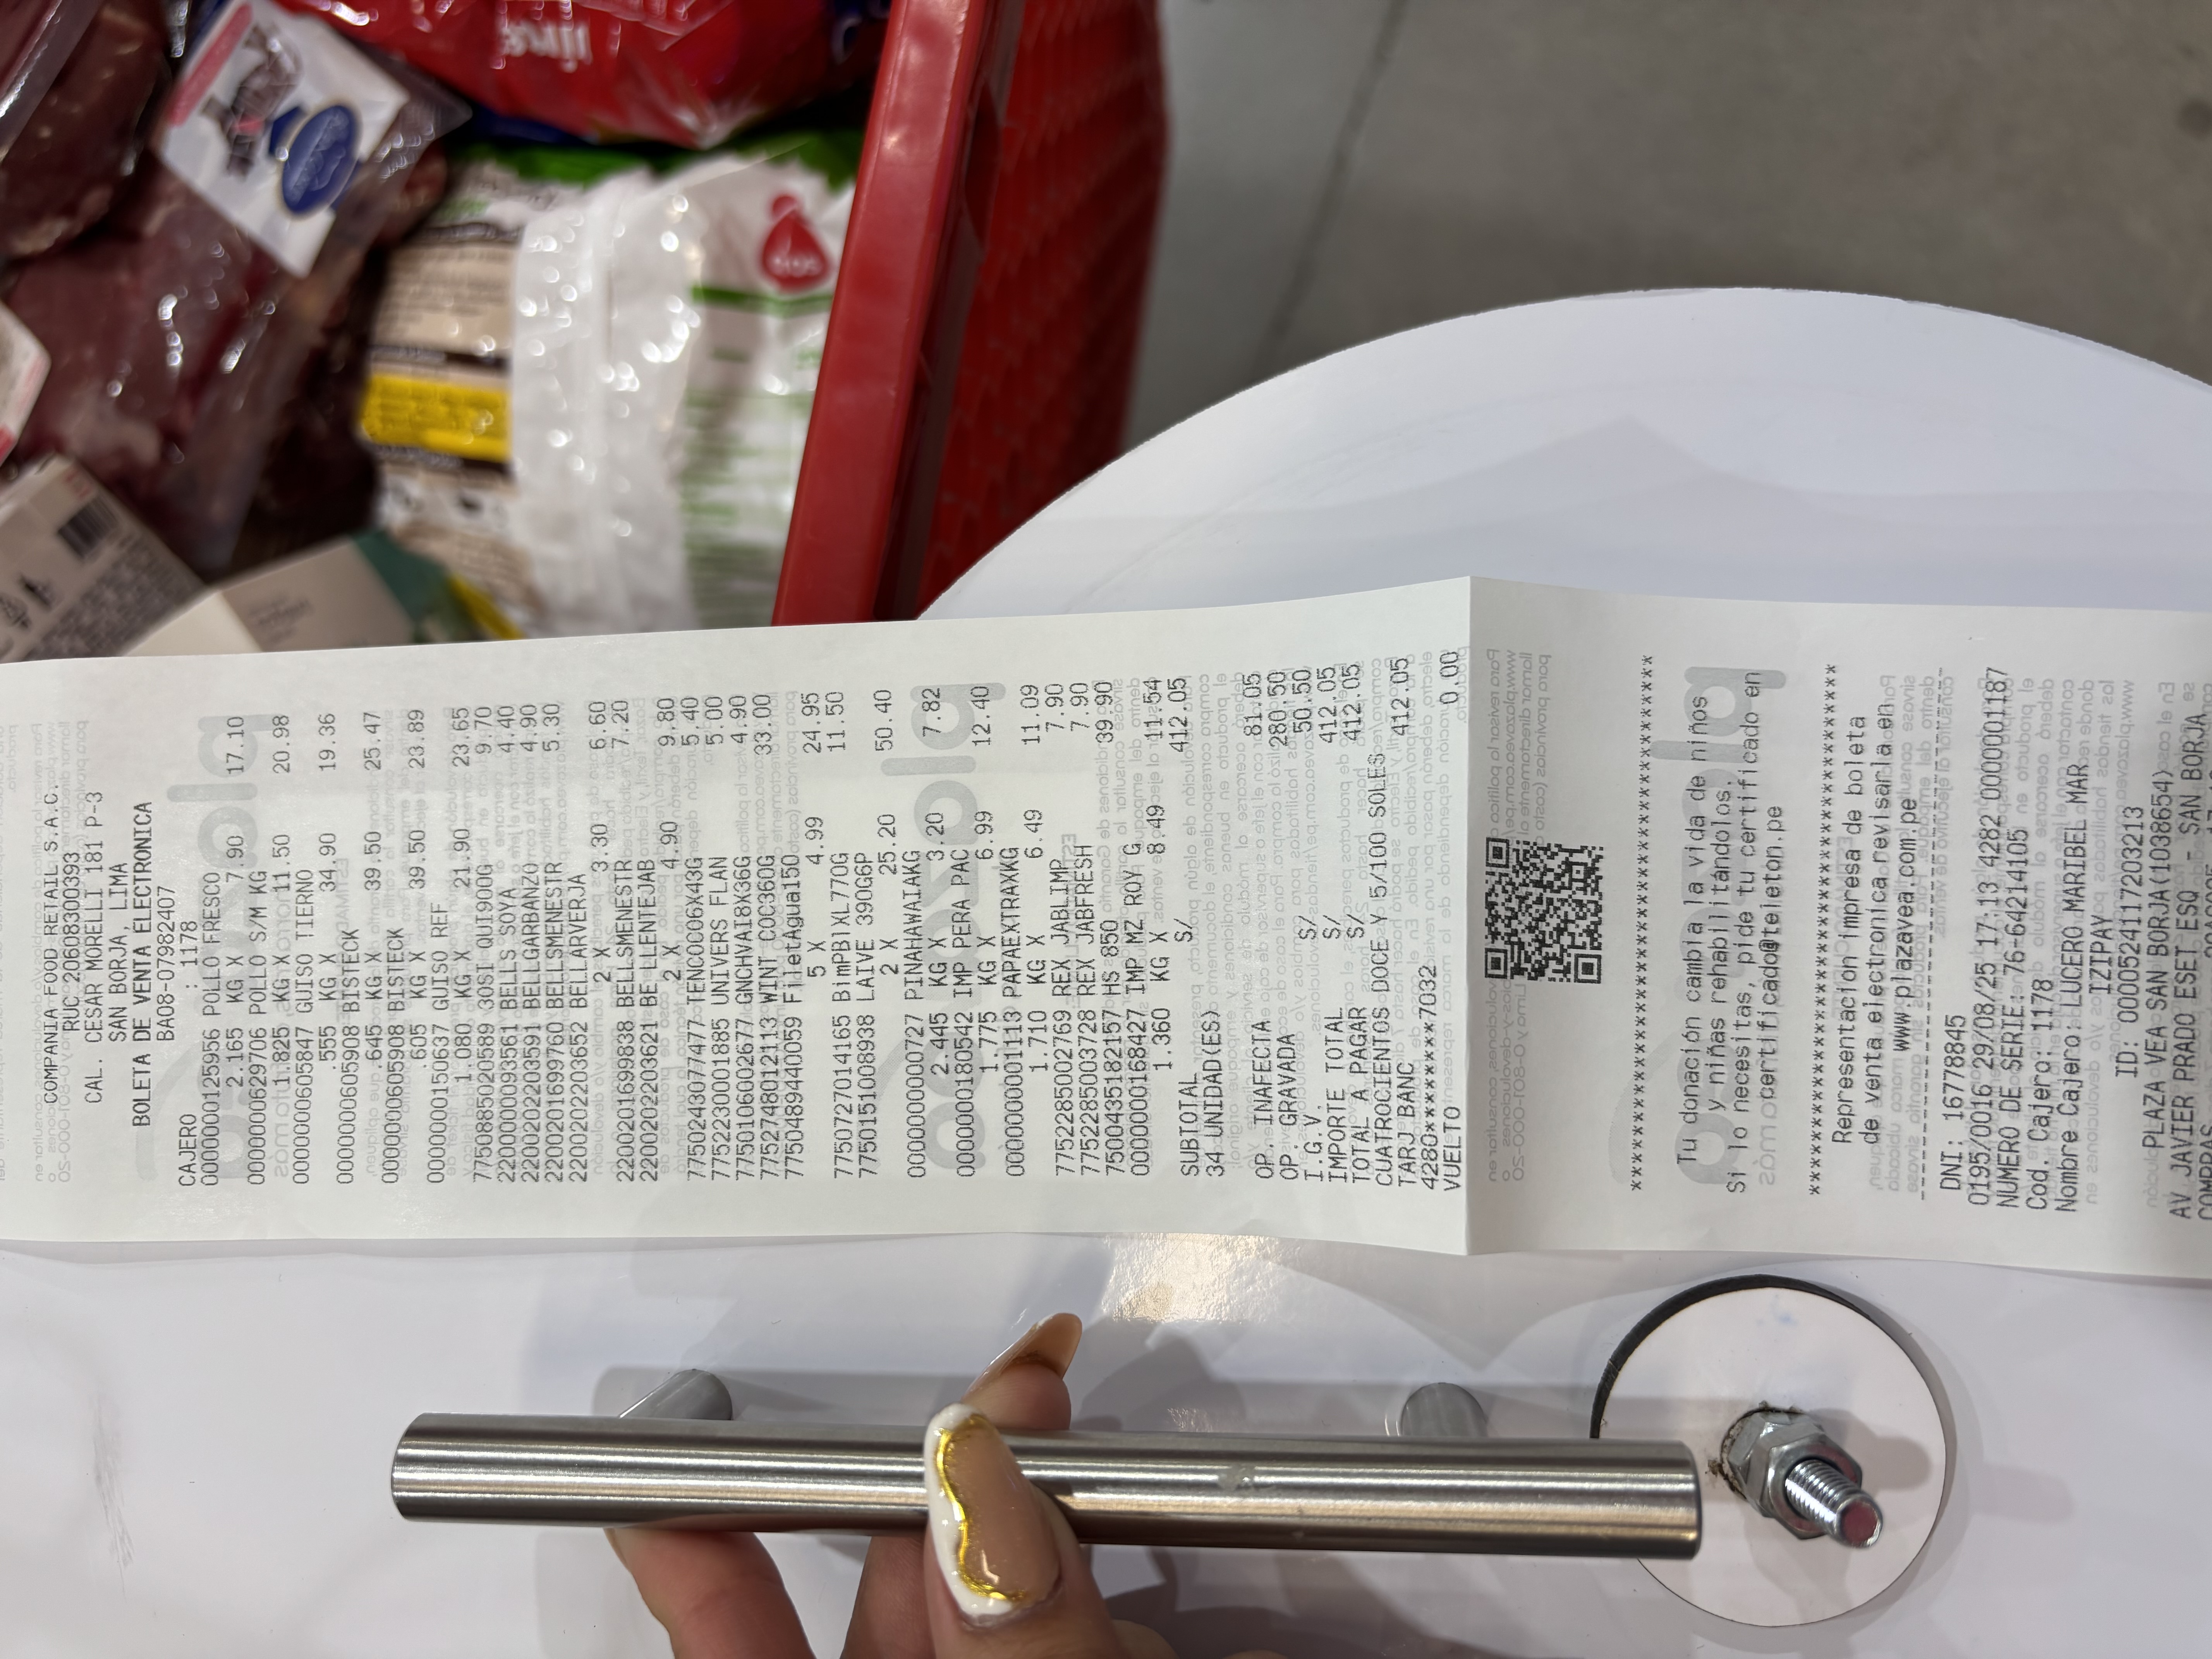 COMPANIA FOOD RETAIL S.A.C.
RUC 20608300393
CAL. CESAR MORELLI 181 P-3
SAN BORJA, LIMA
BOLETA DE VENTA ELECTRONICA
BA08-07982407
CAJERO : 1178
0000000125956 POLLO FRESCO
2.165 KG X 7.90 17.10
0000000629706 POLLO S/M KG
1.825 KG X 11.50 20.98
0000000605847 GUISO TIERNO
.555 KG X 34.90 19.36
0000000605908 BISTECK
.645 KG X 39.50 25.47
0000000605908 BISTECK
.605 KG X 39.50 23.89
0000000150637 GUISO REF
1.080 KG X 21.90 23.65
7750885020589 30SI QUI900G 9.70
2200000093561 BELLS SOYA 4.40
2200202203591 BELLGARBANZO 4.90
2200201699760 BELLSMENESTR 5.30
2200202203652 BELLARVERJA
2 X 3.30 6.60
2200201699838 BELLSMENESTR 7.20
2200202203621 BE LLENTEJAB
2 X 4.90 9.80
7750243077477 TENCOCO6X43G 5.40
7752230001885 UNIVERS FLAN 5.00
7750106002677 GNCHVAI8X36G 4.90
7752748012113 WINT COC360G 33.00
7750489440059 FiletAgua150
5 X 4.99 24.95
7750727014165 BimPBlXL770G 11.50
7750151008938 LAIVE 390G6P
2 X 25.20 50.40
0000000000727 PINAHAWAIAKG
2.445 KG X 3.20 7.82
0000000180542 IMP PERA PAC
1.775 KG X 6.99 12.40
0000000001113 PAPAEXTRAXKG
1.710 KG X 6.49 11.09
7752285002769 REX JABLIMP 7.90
7752285003728 REX JABFRESH 7.90
7500435182157 HS 850 39.90
0000000168427 IMP MZ ROY G
1.360 KG X 8.49 11.54
SUBTOTAL S/ 412.05
34 UNIDAD(ES)
OP. INAFECTA 81.05
OP. GRAVADA 280.50
I.G.V. S/ 50.50
IMPORTE TOTAL S/ 412.05
TOTAL A PAGAR S/ 412.05
CUATROCIENTOS DOCE Y 5/100 SOLES
TARJ BANC 412.05
4280********7032
VUELTO 0.00
*****************************************
Tu donación cambia la vida de niños
y niñas rehabilitándolos.
Si lo necesitas, pide tu certificado en
certificado@teleton.pe
*****************************************
Representacion impresa de boleta
de venta electronica revisarla en
www.plazavea.com.pe
-----------------------------------------
DNI: 16778845
0195/0016 29/08/25 17:13 4282 0000001187
NUMERO DE SERIE: 76-64214105
Cod. Cajero: 1178
Nombre Cajero: LUCERO MARIBEL MAR
IZIPAY
ID: 0000524117203213
PLAZA VEA SAN BORJA(1038654)
AV JAVIER PRADO ESET ESQ - SAN BORJA
COMPRAS